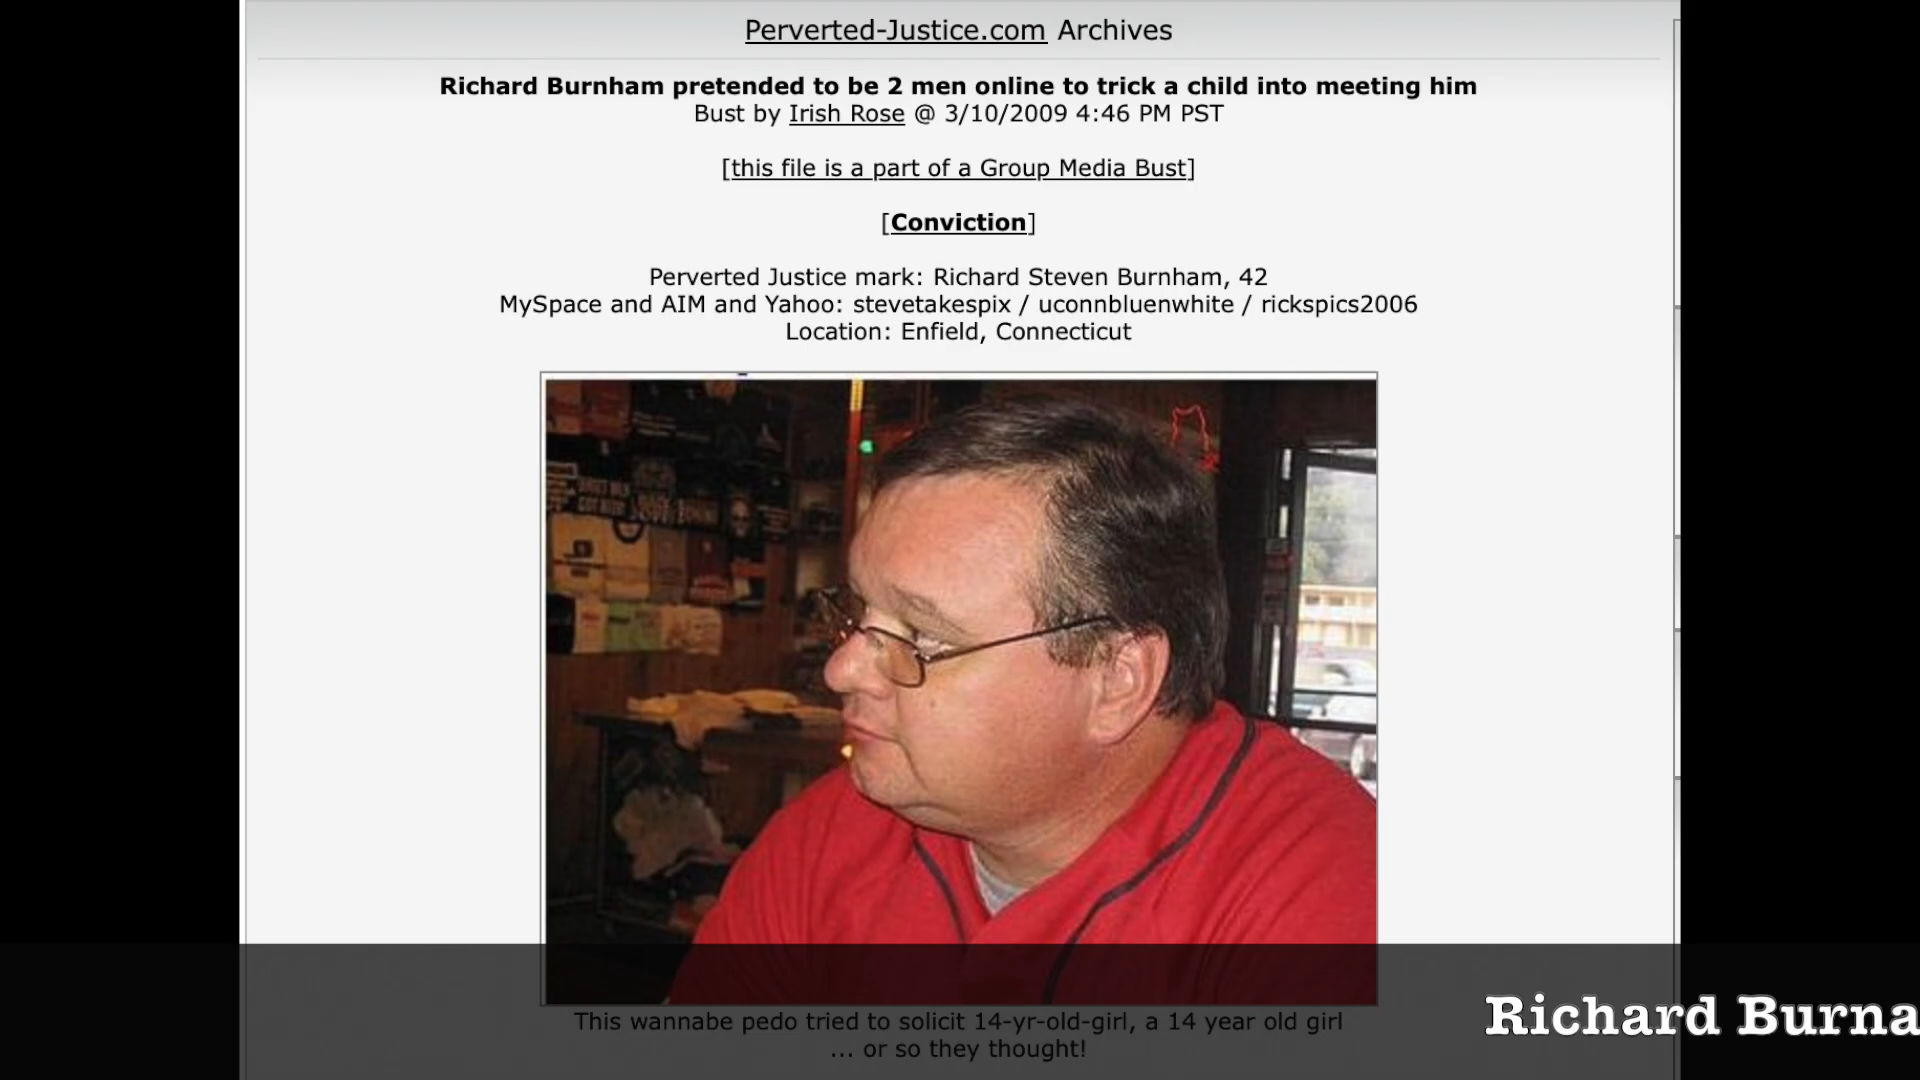 Perverted-Justice.com Archives
Richard Burnham pretended to be 2 men online to trick a child into meeting him
Bust by Irish Rose @ 3/10/2009 4:46 PM PST
[this file is a part of a Group Media Bust]
[Conviction]
Perverted Justice mark: Richard Steven Burnham, 42
MySpace and AIM and Yahoo: stevetakespix / uconnbluenwhite / rickspics2006
Location: Enfield, Connecticut
This wannabe pedo tried to solicit 14-yr-old-girl, a 14 year old girl
... or so they thought!
Richard Burna